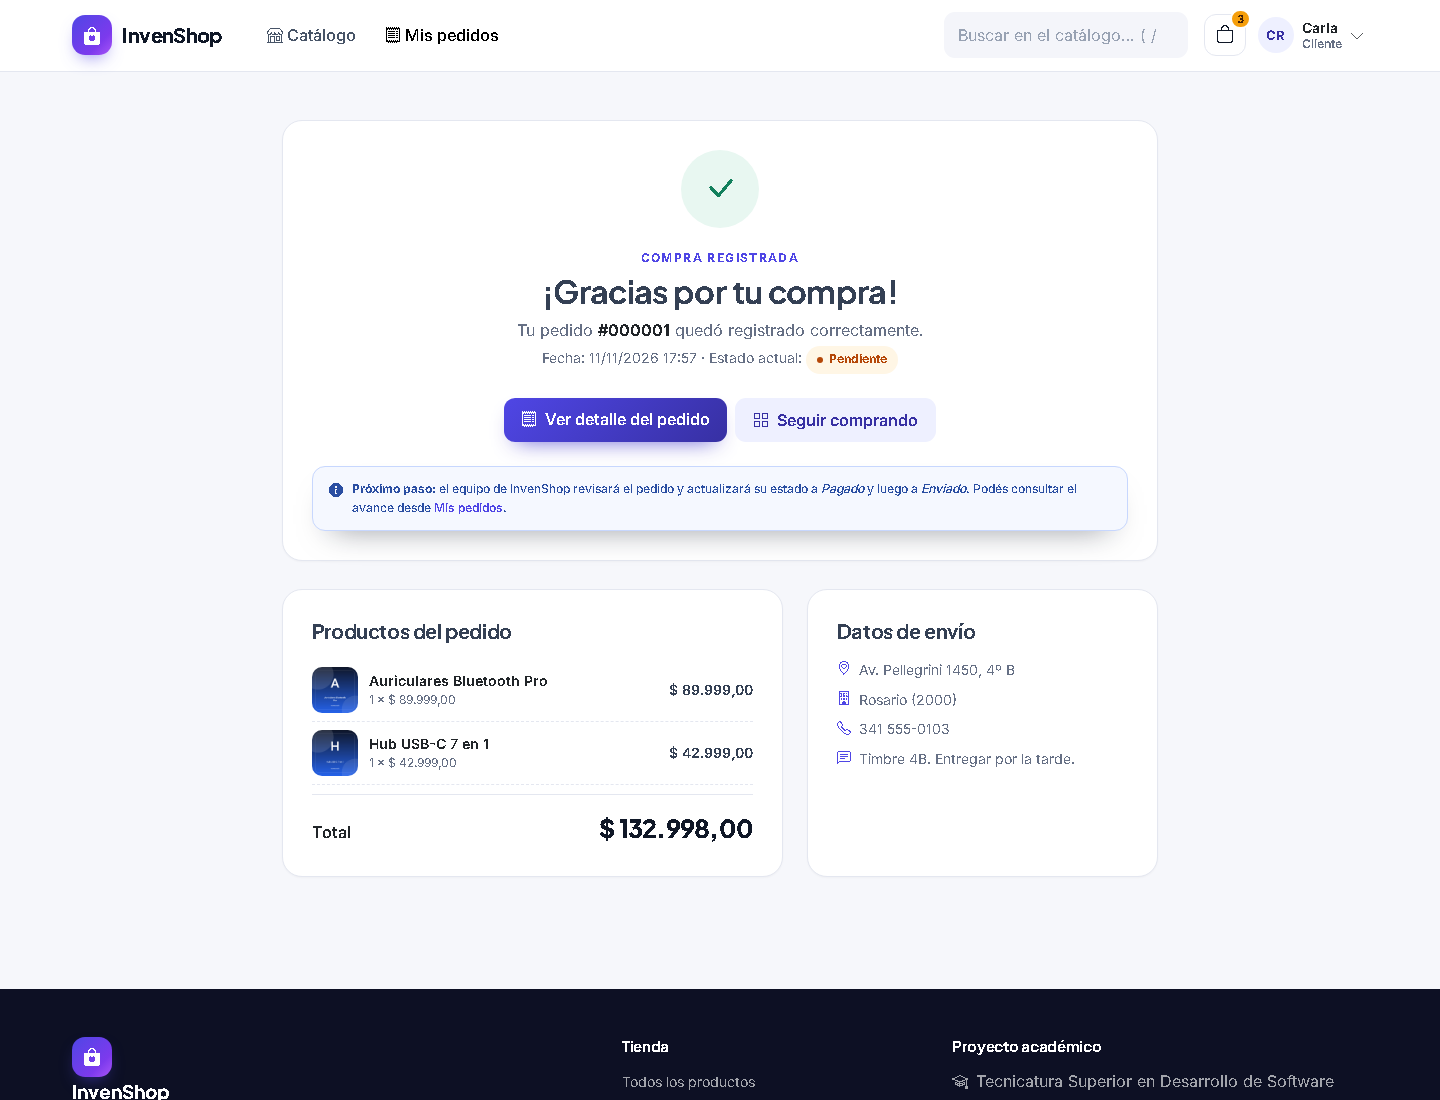 InvenShop
Catálogo
Mis pedidos
Buscar en el catálogo... ( /
3
CR
Carla
Cliente
COMPRA REGISTRADA
¡Gracias por tu compra!
Tu pedido #000001 quedó registrado correctamente.
Fecha: 11/11/2026 17:57 · Estado actual: Pendiente
Ver detalle del pedido
Seguir comprando
Próximo paso: el equipo de InvenShop revisará el pedido y actualizará su estado a Pagado y luego a Enviado. Podés consultar el
avance desde Mis pedidos.
Productos del pedido
A
Auriculares Bluetooth Pro
1 × $ 89.999,00
$ 89.999,00
H
Hub USB-C 7 en 1
1 × $ 42.999,00
$ 42.999,00
Total
$ 132.998,00
Datos de envío
Av. Pellegrini 1450, 4º B
Rosario (2000)
341 555-0103
Timbre 4B. Entregar por la tarde.
InvenShop
Tienda
Todos los productos
Proyecto académico
Tecnicatura Superior en Desarrollo de Software